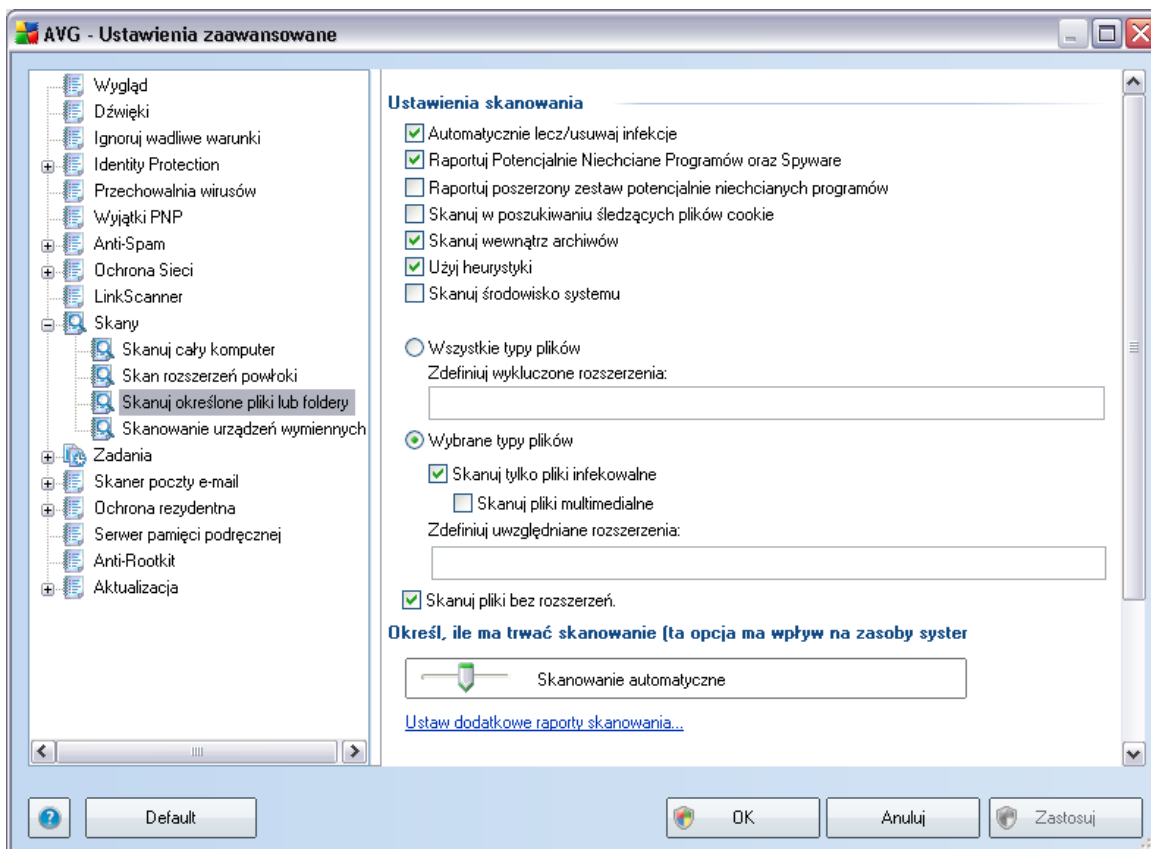 AVG - Ustawienia zaawansowane
Wygląd
Dźwięki
Ignoruj wadliwe warunki
Identity Protection
Przechowalnia wirusów
Wyjątki PNP
Anti-Spam
Ochrona Sieci
LinkScanner
Skany
Skanuj cały komputer
Skan rozszerzeń powłoki
Skanuj określone pliki lub foldery
Skanowanie urządzeń wymiennych
Zadania
Skaner poczty e-mail
Ochrona rezydentna
Serwer pamięci podręcznej
Anti-Rootkit
Aktualizacja
Ustawienia skanowania
Automatycznie lecz/usuwaj infekcje
Raportuj Potencjalnie Niechciane Programów oraz Spyware
Raportuj poszerzony zestaw potencjalnie niechcianych programów
Skanuj w poszukiwaniu śledzących plików cookie
Skanuj wewnątrz archiwów
Użyj heurystyki
Skanuj środowisko systemu
Wszystkie typy plików
Zdefiniuj wykluczone rozszerzenia:
Wybrane typy plików
Skanuj tylko pliki infekowalne
Skanuj pliki multimedialne
Zdefiniuj uwzględniane rozszerzenia:
Skanuj pliki bez rozszerzeń.
Określ, ile ma trwać skanowanie (ta opcja ma wpływ na zasoby syster
Skanowanie automatyczne
Ustaw dodatkowe raporty skanowania...
? Default OK Anuluj Zastosuj